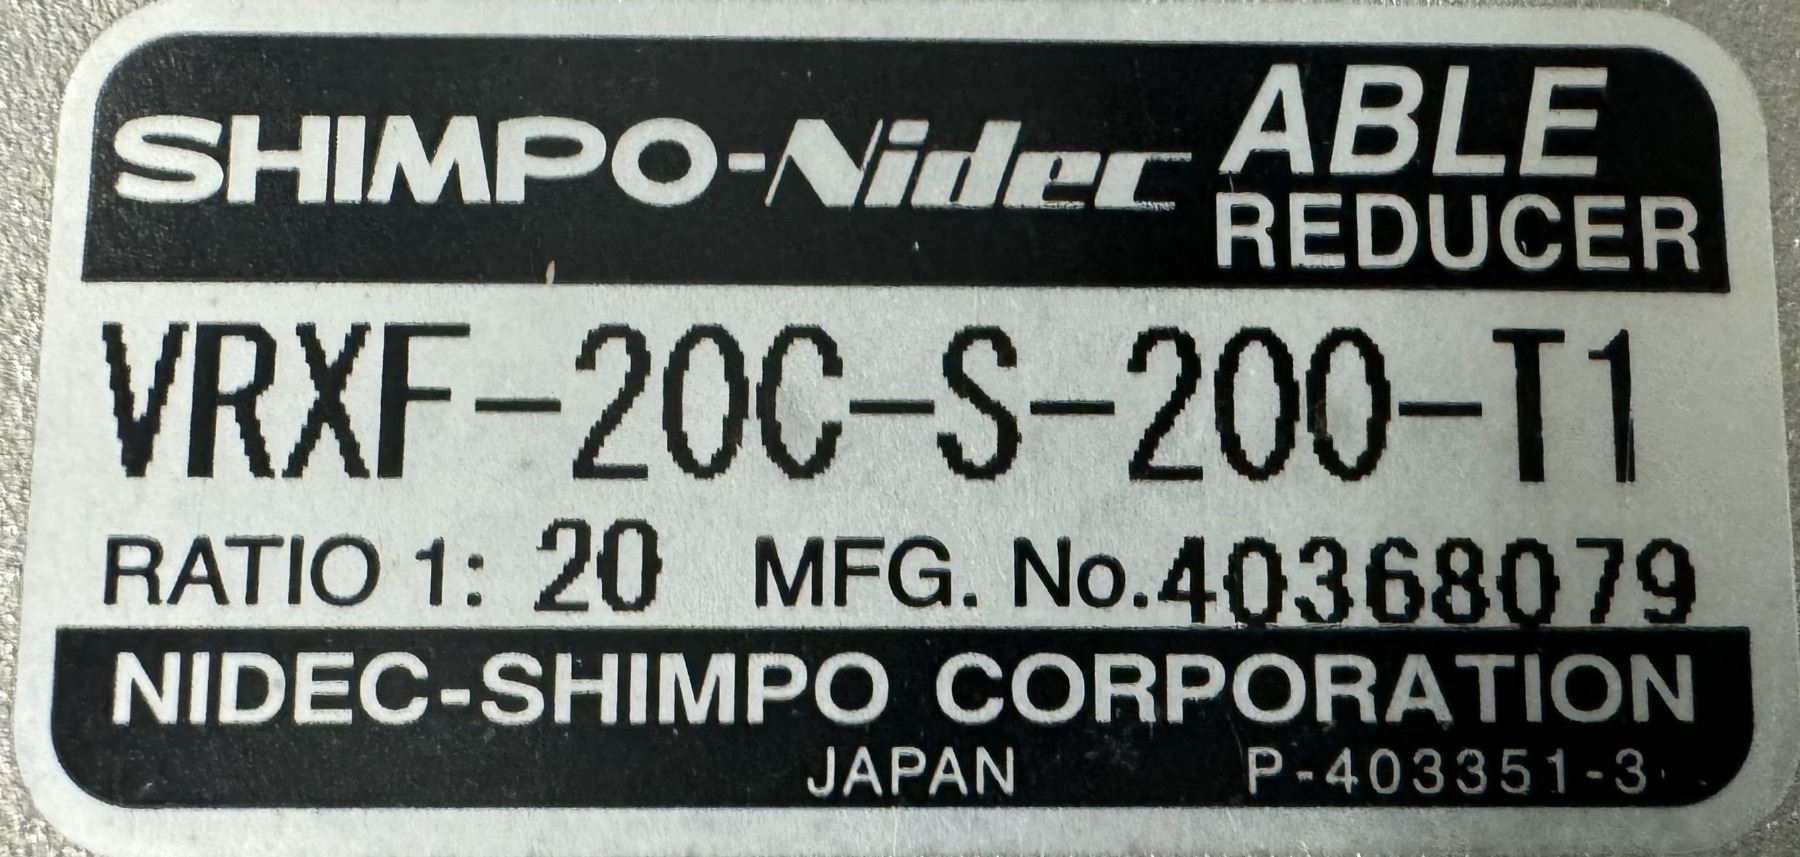 SHIMPO-Nidec ABLE
REDUCER
VRXF-20C-S-200-T1
RATIO 1: 20 MFG. No.40368079
NIDEC-SHIMPO CORPORATION
JAPAN P-403351-3